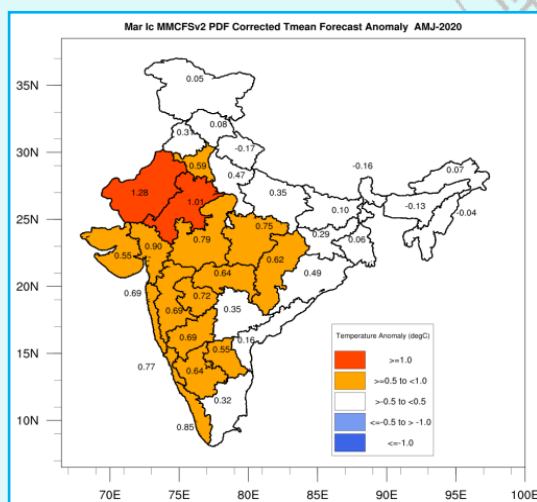 Mar Ic MMCFSv2 PDF Corrected Tmean Forecast Anomaly AMJ-2020
35N
30N
25N
20N
15N
10N
70E 75E 80E 85E 90E 95E 100E
0.05
0.31 0.08
-0.17
0.59
0.47
-0.16
0.07
1.28 1.01
0.35
0.10
-0.13
-0.04
0.90
0.79
0.75
0.29
0.06
0.55
0.62
0.64
0.49
0.69
0.72
0.69
0.35
0.69
0.16
0.77
0.55
0.64
0.32
0.85
Temperature Anomaly (degC)
>=1.0
>=0.5 to <1.0
>-0.5 to <0.5
<=-0.5 to > -1.0
<=-1.0